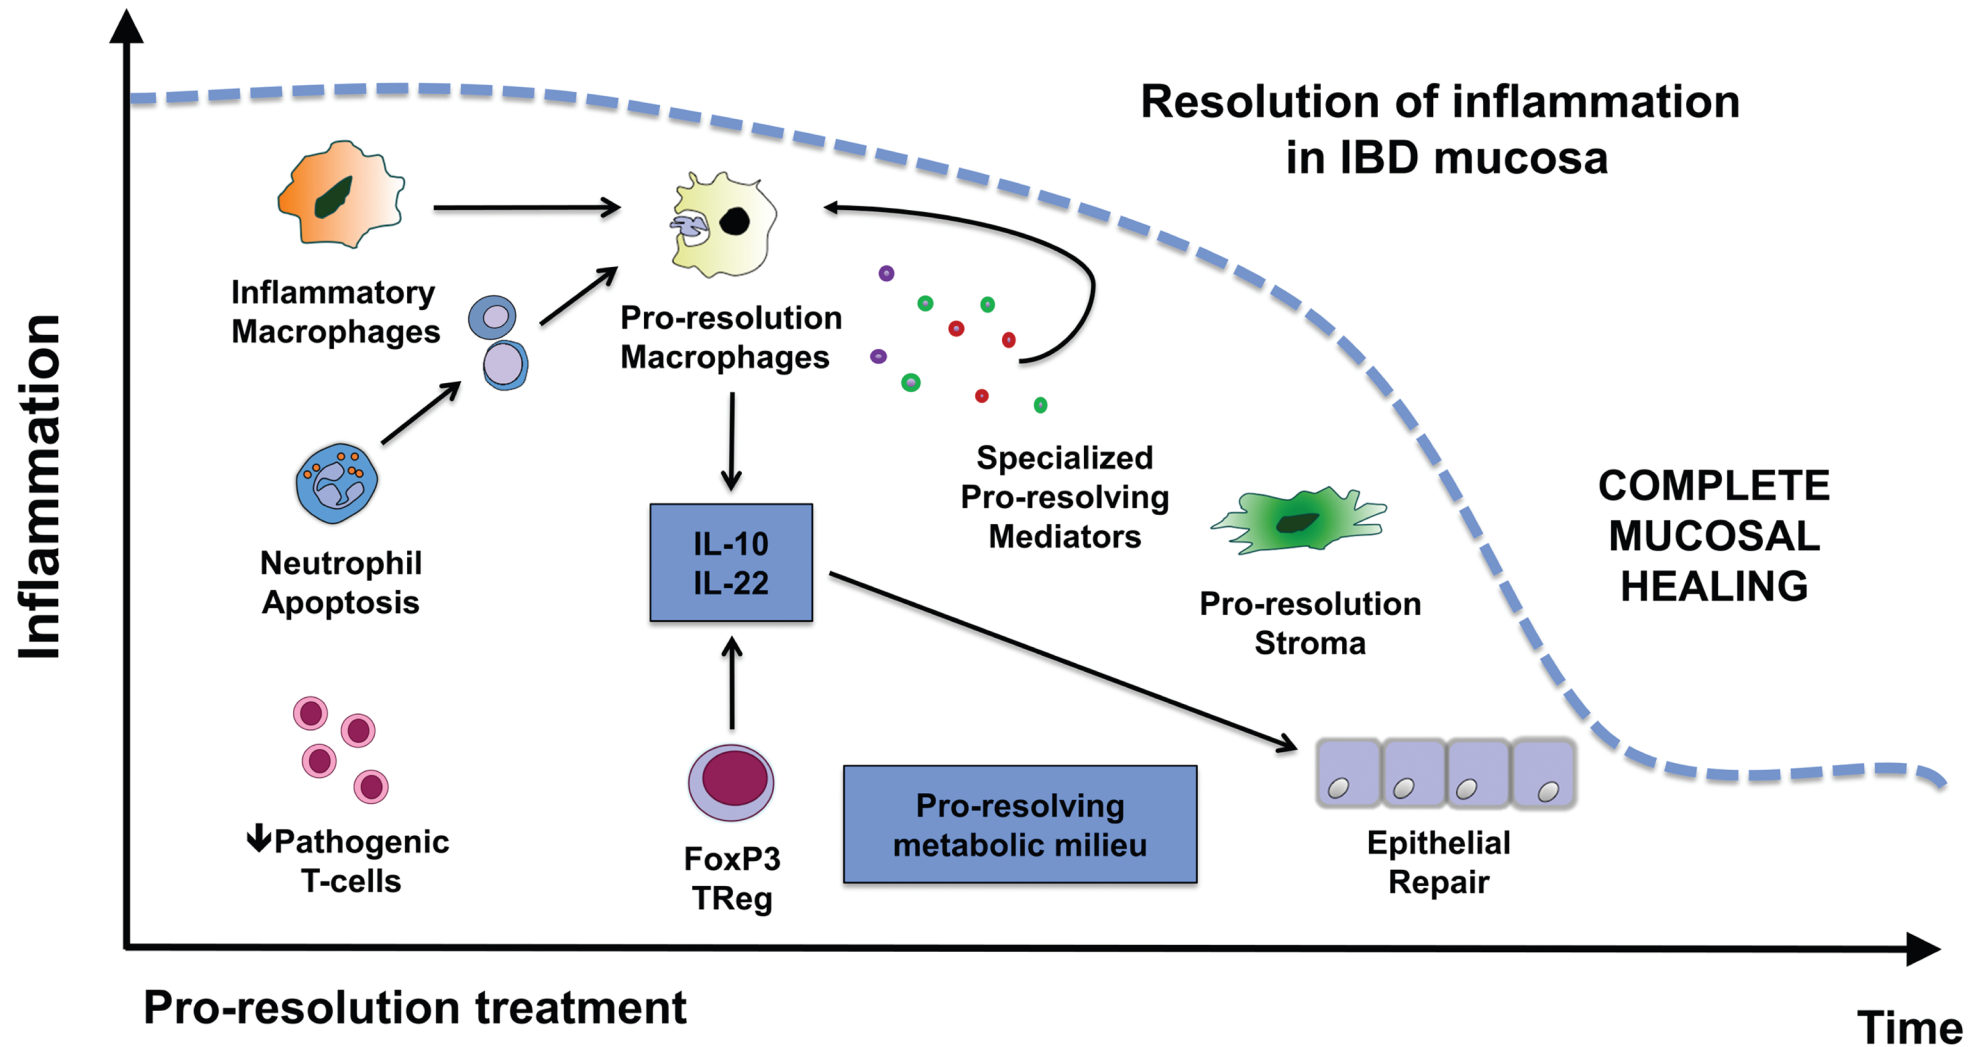 Resolution of inflammation
in IBD mucosa
Inflammation
Inflammatory
Macrophages
Pro-resolution
Macrophages
Neutrophil
Apoptosis
IL-10
IL-22
Specialized
Pro-resolving
Mediators
Pro-resolution
Stroma
COMPLETE
MUCOSAL
HEALING
↓Pathogenic
T-cells
FoxP3
TReg
Pro-resolving
metabolic milieu
Epithelial
Repair
Pro-resolution treatment
Time